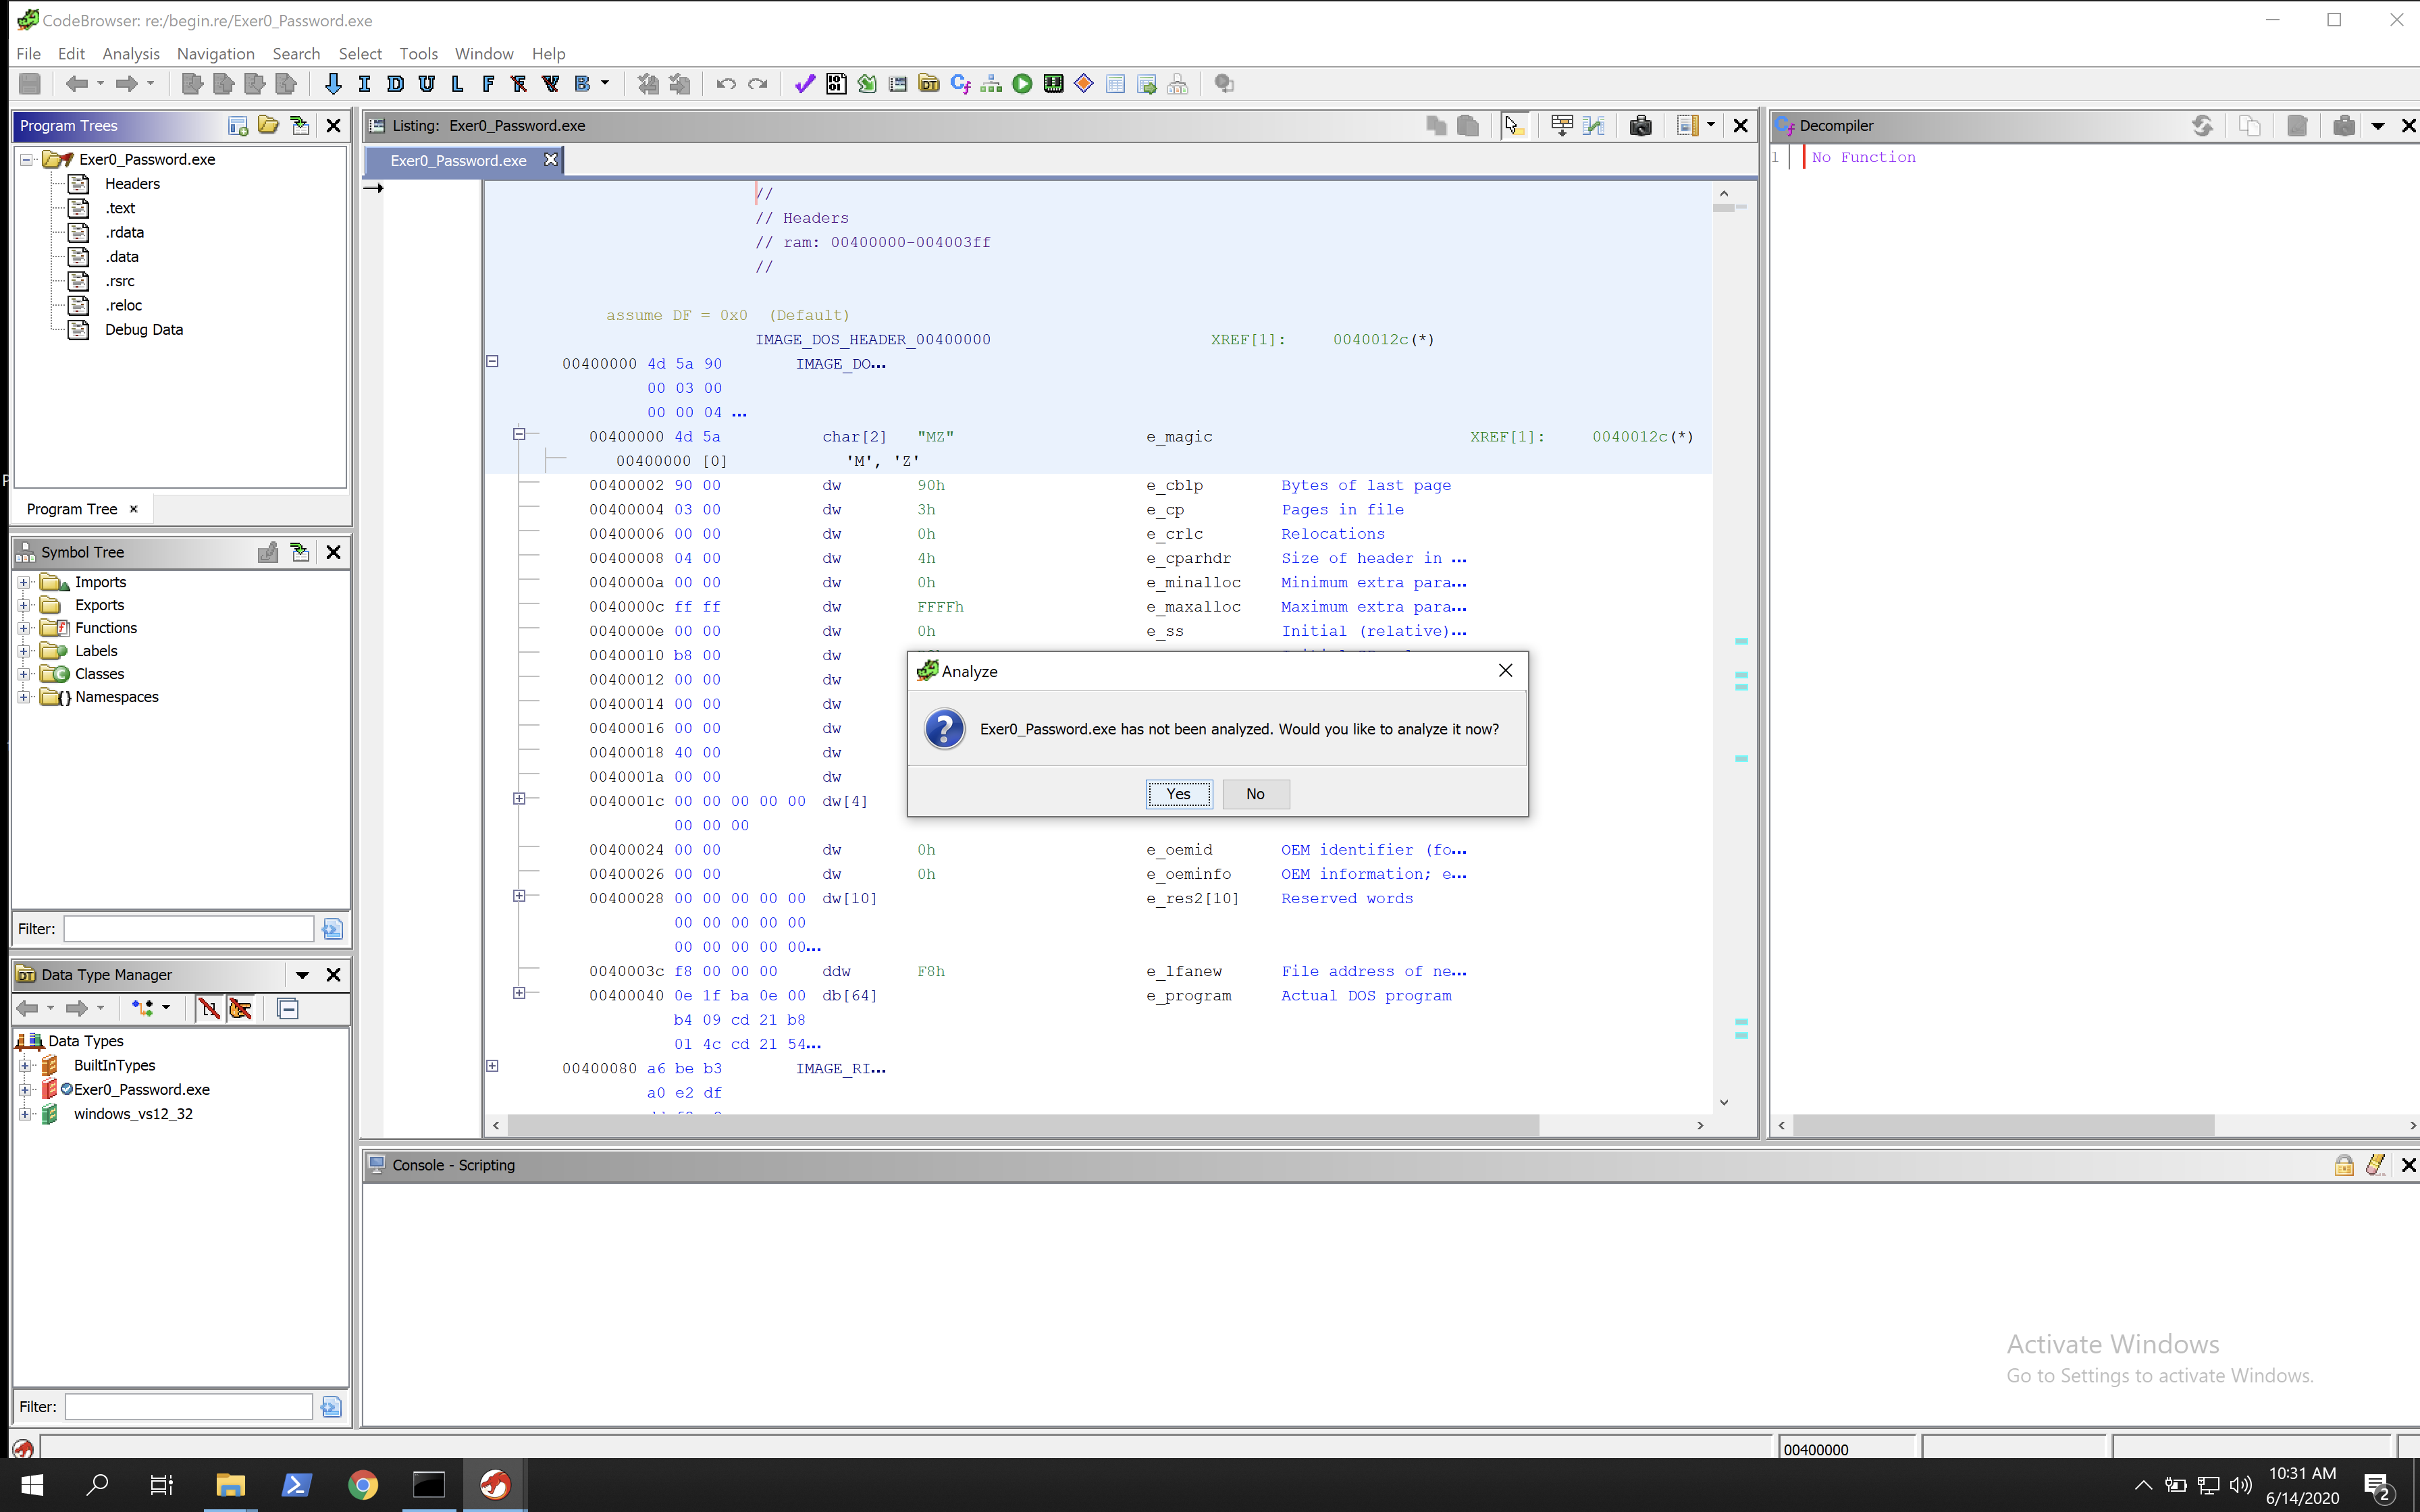 CodeBrowser: re:/begin.re/Exer0_Password.exe
File Edit Analysis Navigation Search Select Tools Window Help
I D U L F B
Program Trees
Exer0_Password.exe
Headers
.text
.rdata
.data
.rsrc
.reloc
Debug Data
Program Tree
Symbol Tree
Imports
Exports
Functions
Labels
Classes
Namespaces
Filter:
Data Type Manager
Data Types
BuiltInTypes
Exer0_Password.exe
windows_vs12_32
Filter:
Listing: Exer0_Password.exe
Exer0_Password.exe
//
// Headers
// ram: 00400000-004003ff
//
assume DF = 0x0 (Default)
IMAGE_DOS_HEADER_00400000 XREF[1]: 0040012c(*)
00400000 4d 5a 90 IMAGE_DO...
00 03 00
00 00 04 ...
00400000 4d 5a char[2] "MZ" e_magic XREF[1]: 0040012c(*)
00400000 [0] 'M', 'Z'
00400002 90 00 dw 90h e_cblp Bytes of last page
00400004 03 00 dw 3h e_cp Pages in file
00400006 00 00 dw 0h e_crlc Relocations
00400008 04 00 dw 4h e_cparhdr Size of header in ...
0040000a 00 00 dw 0h e_minalloc Minimum extra para...
0040000c ff ff dw FFFFh e_maxalloc Maximum extra para...
0040000e 00 00 dw 0h e_ss Initial (relative)...
00400010 b8 00 dw
00400012 00 00 dw
00400014 00 00 dw
00400016 00 00 dw
00400018 40 00 dw
0040001a 00 00 dw
0040001c 00 00 00 00 00 dw[4]
00 00 00
00400024 00 00 dw 0h e_oemid OEM identifier (fo...
00400026 00 00 dw 0h e_oeminfo OEM information; e...
00400028 00 00 00 00 00 dw[10] e_res2[10] Reserved words
00 00 00 00 00
00 00 00 00 00...
0040003c f8 00 00 00 ddw F8h e_lfanew File address of ne...
00400040 0e 1f ba 0e 00 db[64] e_program Actual DOS program
b4 09 cd 21 b8
01 4c cd 21 54...
00400080 a6 be b3 IMAGE_RI...
a0 e2 df
Analyze
Exer0_Password.exe has not been analyzed. Would you like to analyze it now?
Yes No
Decompiler
1 No Function
Console - Scripting
Activate Windows
Go to Settings to activate Windows.
00400000
10:31 AM
6/14/2020
2